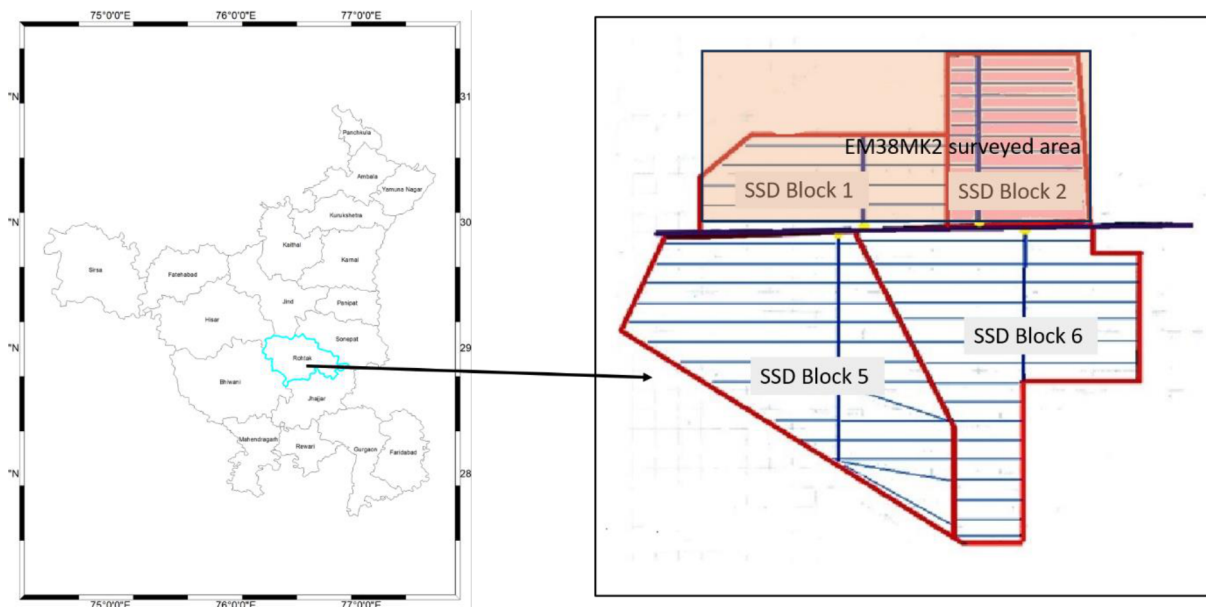 75°0'0"E
76°0'0"E
77°0'0"E
"N
31
Panchkula
Ambala
Yamuna Nagar
Kurukshetra
"N
30
Kaithal
Karnal
Sirsa
Fatehabad
Jind
Panipat
Hisar
Sonepat
"N
29
Rohtak
Bhiwani
Jhajjar
Mahendragarh
Rewari
Gurgaon
Faridabad
"N
28
75°0'0"E
76°0'0"E
77°0'0"E
EM38MK2 surveyed area
SSD Block 1
SSD Block 2
SSD Block 6
SSD Block 5